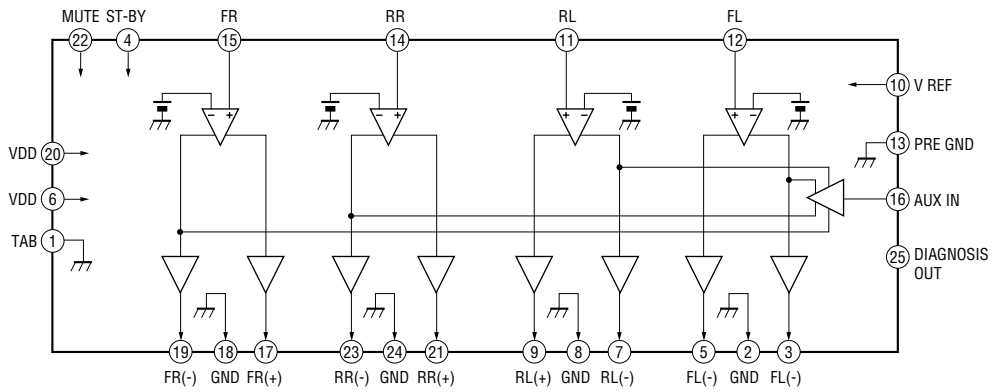 MUTE ST-BY FR RR RL FL
22 4 15 14 11 12
- + - + + - + -
10 V REF
VDD 20
13 PRE GND
VDD 6
16 AUX IN
TAB 1
25 DIAGNOSIS
OUT
19 18 17 23 24 21 9 8 7 5 2 3
FR(-) GND FR(+) RR(-) GND RR(+) RL(+) GND RL(-) FL(-) GND FL(-)